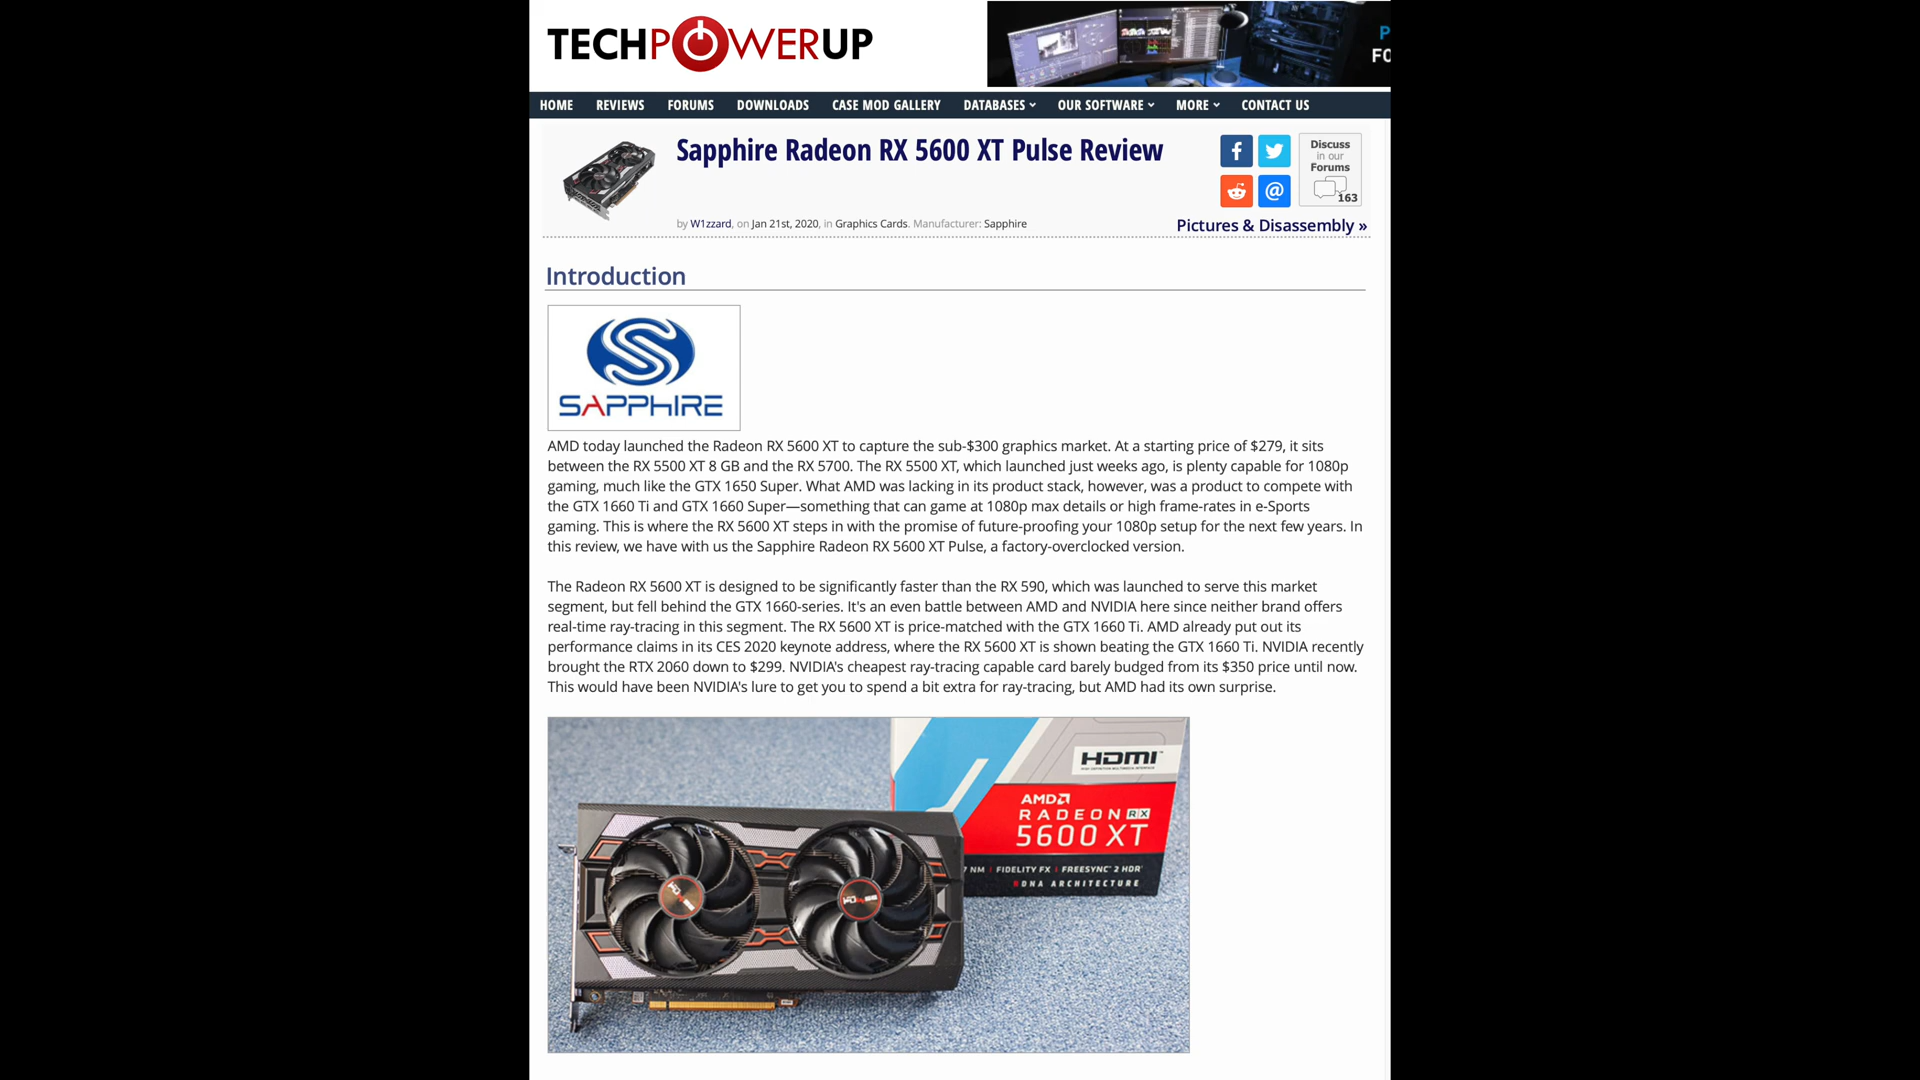 TECHPOWERUP
P
FO
HOME REVIEWS FORUMS DOWNLOADS CASE MOD GALLERY DATABASES OUR SOFTWARE MORE CONTACT US
Sapphire Radeon RX 5600 XT Pulse Review
Discuss
in our
Forums
163
by W1zzard, on Jan 21st, 2020, in Graphics Cards. Manufacturer: Sapphire
Pictures & Disassembly »
Introduction
SAPPHIRE
AMD today launched the Radeon RX 5600 XT to capture the sub-$300 graphics market. At a starting price of $279, it sits
between the RX 5500 XT 8 GB and the RX 5700. The RX 5500 XT, which launched just weeks ago, is plenty capable for 1080p
gaming, much like the GTX 1650 Super. What AMD was lacking in its product stack, however, was a product to compete with
the GTX 1660 Ti and GTX 1660 Super—something that can game at 1080p max details or high frame-rates in e-Sports
gaming. This is where the RX 5600 XT steps in with the promise of future-proofing your 1080p setup for the next few years. In
this review, we have with us the Sapphire Radeon RX 5600 XT Pulse, a factory-overclocked version.
The Radeon RX 5600 XT is designed to be significantly faster than the RX 590, which was launched to serve this market
segment, but fell behind the GTX 1660-series. It's an even battle between AMD and NVIDIA here since neither brand offers
real-time ray-tracing in this segment. The RX 5600 XT is price-matched with the GTX 1660 Ti. AMD already put out its
performance claims in its CES 2020 keynote address, where the RX 5600 XT is shown beating the GTX 1660 Ti. NVIDIA recently
brought the RTX 2060 down to $299. NVIDIA's cheapest ray-tracing capable card barely budged from its $350 price until now.
This would have been NVIDIA's lure to get you to spend a bit extra for ray-tracing, but AMD had its own surprise.
HDMI
HIGH-DEFINITION MULTIMEDIA INTERFACE
AMD
RADEON RX
5600 XT
7 NM | FIDELITY FX | FREESYNC 2 HDR
RDNA ARCHITECTURE
PULSE
PULSE